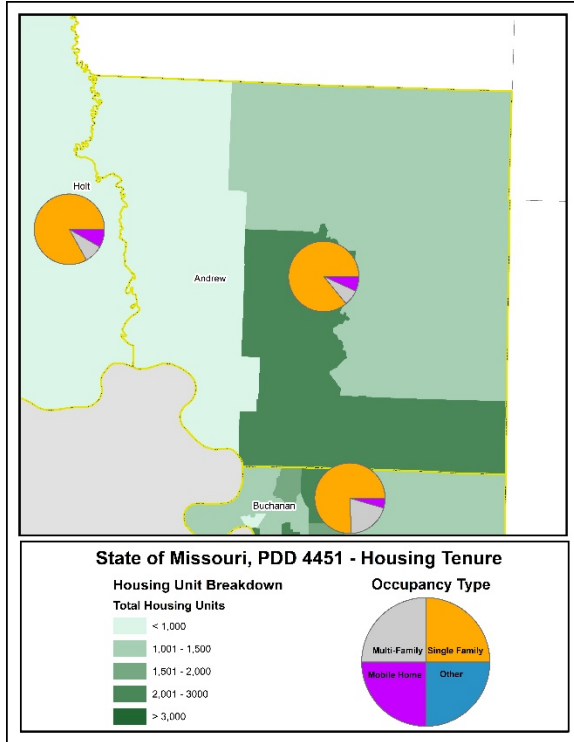 Holt
Andrew
Buchanan
State of Missouri, PDD 4451 - Housing Tenure
Housing Unit Breakdown
Total Housing Units
< 1,000
1,001 - 1,500
1,501 - 2,000
2,001 - 3000
> 3,000
Occupancy Type
Multi-Family
Single Family
Mobile Home
Other